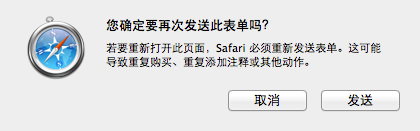 您确定要再次发送此表单吗?
若要重新打开此页面，Safari 必须重新发送表单。这可能
导致重复购买、重复添加注释或其他动作。
取消
发送